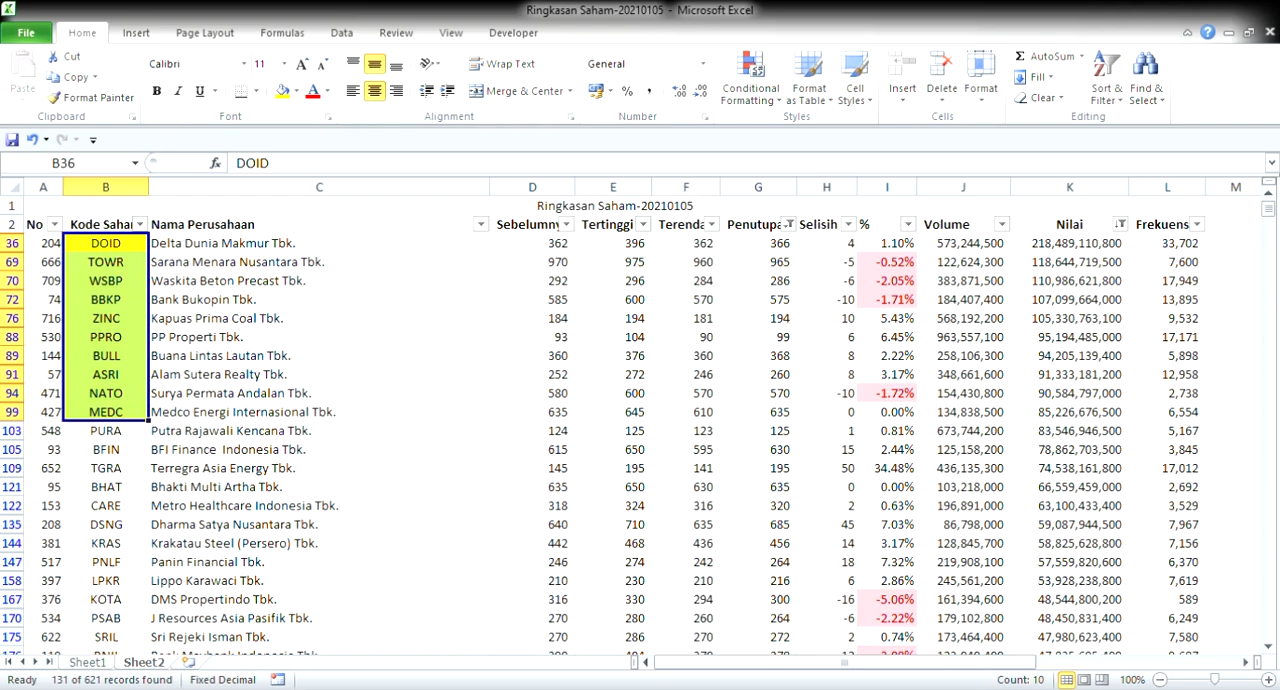 Ringkasan Saham-20210105 - Microsoft Excel
File Home Insert Page Layout Formulas Data Review View Developer
Paste Cut Copy Format Painter Calibri 11 Wrap Text Merge & Center General Conditional Formatting Format as Table Cell Styles Insert Delete Format AutoSum Fill Clear Sort & Filter Find & Select
Clipboard Font Alignment Number Styles Cells Editing
B36 fx DOID
A B C D E F G H I J K L M
1 Ringkasan Saham-20210105
2 No Kode Sahar Nama Perusahaan Sebelumny Tertinggi Terenda Penutupa Selisih % Volume Nilai Frekuens
36 204 DOID Delta Dunia Makmur Tbk. 362 396 362 366 4 1.10% 573,244,500 218,489,110,800 33,702
69 666 TOWR Sarana Menara Nusantara Tbk. 970 975 960 965 -5 -0.52% 122,624,300 118,644,719,500 7,600
70 709 WSBP Waskita Beton Precast Tbk. 292 296 284 286 -6 -2.05% 383,871,500 110,986,621,800 17,949
72 74 BBKP Bank Bukopin Tbk. 585 600 570 575 -10 -1.71% 184,407,400 107,099,664,000 13,895
76 716 ZINC Kapuas Prima Coal Tbk. 184 194 181 194 10 5.43% 568,192,200 105,330,763,100 9,532
88 530 PPRO PP Properti Tbk. 93 104 90 99 6 6.45% 963,557,100 95,194,485,000 17,171
89 144 BULL Buana Lintas Lautan Tbk. 360 376 360 368 8 2.22% 258,106,300 94,205,139,400 5,898
91 57 ASRI Alam Sutera Realty Tbk. 252 272 246 260 8 3.17% 348,661,600 91,333,181,200 12,958
94 471 NATO Surya Permata Andalan Tbk. 580 600 570 570 -10 -1.72% 154,430,800 90,584,797,000 2,738
99 427 MEDC Medco Energi Internasional Tbk. 635 645 610 635 0 0.00% 134,838,500 85,226,676,500 6,554
103 548 PURA Putra Rajawali Kencana Tbk. 124 125 123 125 1 0.81% 673,744,200 83,546,946,500 5,167
105 93 BFIN BFI Finance Indonesia Tbk. 615 650 595 630 15 2.44% 125,158,200 78,862,703,500 3,845
109 652 TGRA Terregra Asia Energy Tbk. 145 195 141 195 50 34.48% 436,135,300 74,538,161,800 17,012
121 95 BHAT Bhakti Multi Artha Tbk. 635 650 630 635 0 0.00% 103,218,000 66,559,459,000 2,692
122 153 CARE Metro Healthcare Indonesia Tbk. 318 324 316 320 2 0.63% 196,891,000 63,100,433,400 3,529
135 208 DSNG Dharma Satya Nusantara Tbk. 640 710 635 685 45 7.03% 86,798,000 59,087,944,500 7,967
144 381 KRAS Krakatau Steel (Persero) Tbk. 442 468 436 456 14 3.17% 128,845,700 58,825,628,800 7,156
147 517 PNLF Panin Financial Tbk. 246 274 242 264 18 7.32% 219,908,100 57,559,820,600 6,370
158 397 LPKR Lippo Karawaci Tbk. 210 230 210 216 6 2.86% 245,561,200 53,928,238,800 7,619
167 376 KOTA DMS Propertindo Tbk. 316 330 294 300 -16 -5.06% 161,394,600 48,544,800,200 589
170 534 PSAB J Resources Asia Pasifik Tbk. 270 280 260 264 -6 -2.22% 179,102,800 48,450,831,400 6,249
175 622 SRIL Sri Rejeki Isman Tbk. 270 286 270 272 2 0.74% 173,464,400 47,980,623,400 7,580
Sheet1 Sheet2
Ready 131 of 621 records found Fixed Decimal Count: 10 100%